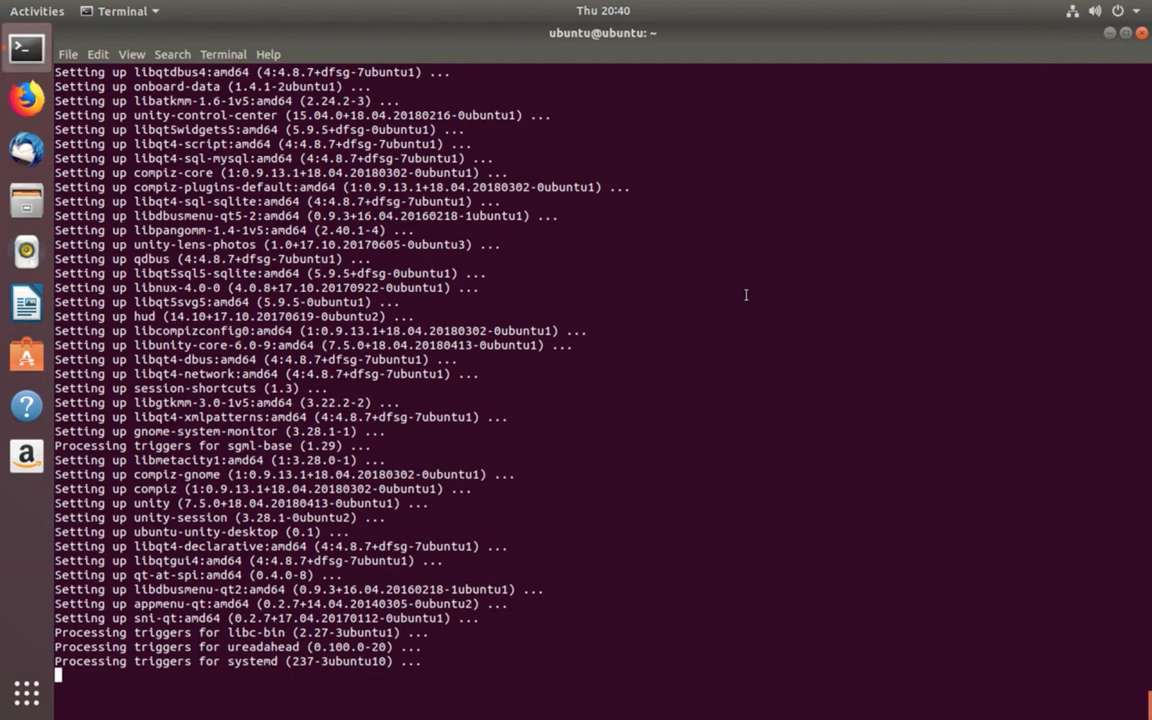 Activities Terminal Thu 20:40
ubuntu@ubuntu: ~
File Edit View Search Terminal Help
Setting up libqtdbus4:amd64 (4:4.8.7+dfsg-7ubuntu1) ...
Setting up onboard-data (1.4.1-2ubuntu1) ...
Setting up libatkmm-1.6-1v5:amd64 (2.24.2-3) ...
Setting up unity-control-center (15.04.0+18.04.20180216-0ubuntu1) ...
Setting up libqt5widgets5:amd64 (5.9.5+dfsg-0ubuntu1) ...
Setting up libqt4-script:amd64 (4:4.8.7+dfsg-7ubuntu1) ...
Setting up libqt4-sql-mysql:amd64 (4:4.8.7+dfsg-7ubuntu1) ...
Setting up compiz-core (1:0.9.13.1+18.04.20180302-0ubuntu1) ...
Setting up compiz-plugins-default:amd64 (1:0.9.13.1+18.04.20180302-0ubuntu1) ...
Setting up libqt4-sql-sqlite:amd64 (4:4.8.7+dfsg-7ubuntu1) ...
Setting up libdbusmenu-qt5-2:amd64 (0.9.3+16.04.20160218-1ubuntu1) ...
Setting up libpangomm-1.4-1v5:amd64 (2.40.1-4) ...
Setting up unity-lens-photos (1.0+17.10.20170605-0ubuntu3) ...
Setting up qdbus (4:4.8.7+dfsg-7ubuntu1) ...
Setting up libqt5sql5-sqlite:amd64 (5.9.5+dfsg-0ubuntu1) ...
Setting up libnux-4.0-0 (4.0.8+17.10.20170922-0ubuntu1) ...
Setting up libqt5svg5:amd64 (5.9.5-0ubuntu1) ...
Setting up hud (14.10+17.10.20170619-0ubuntu2) ...
Setting up libcompizconfig0:amd64 (1:0.9.13.1+18.04.20180302-0ubuntu1) ...
Setting up libunity-core-6.0-9:amd64 (7.5.0+18.04.20180413-0ubuntu1) ...
Setting up libqt4-dbus:amd64 (4:4.8.7+dfsg-7ubuntu1) ...
Setting up libqt4-network:amd64 (4:4.8.7+dfsg-7ubuntu1) ...
Setting up session-shortcuts (1.3) ...
Setting up libgtkmm-3.0-1v5:amd64 (3.22.2-2) ...
Setting up libqt4-xmlpatterns:amd64 (4:4.8.7+dfsg-7ubuntu1) ...
Setting up gnome-system-monitor (3.28.1-1) ...
Processing triggers for sgml-base (1.29) ...
Setting up libmetacity1:amd64 (1:3.28.0-1) ...
Setting up compiz-gnome (1:0.9.13.1+18.04.20180302-0ubuntu1) ...
Setting up compiz (1:0.9.13.1+18.04.20180302-0ubuntu1) ...
Setting up unity (7.5.0+18.04.20180413-0ubuntu1) ...
Setting up unity-session (3.28.1-0ubuntu2) ...
Setting up ubuntu-unity-desktop (0.1) ...
Setting up libqt4-declarative:amd64 (4:4.8.7+dfsg-7ubuntu1) ...
Setting up libqtgui4:amd64 (4:4.8.7+dfsg-7ubuntu1) ...
Setting up qt-at-spi:amd64 (0.4.0-8) ...
Setting up libdbusmenu-qt2:amd64 (0.9.3+16.04.20160218-1ubuntu1) ...
Setting up appmenu-qt:amd64 (0.2.7+14.04.20140305-0ubuntu2) ...
Setting up sni-qt:amd64 (0.2.7+17.04.20170112-0ubuntu1) ...
Processing triggers for libc-bin (2.27-3ubuntu1) ...
Processing triggers for ureadahead (0.100.0-20) ...
Processing triggers for systemd (237-3ubuntu10) ...